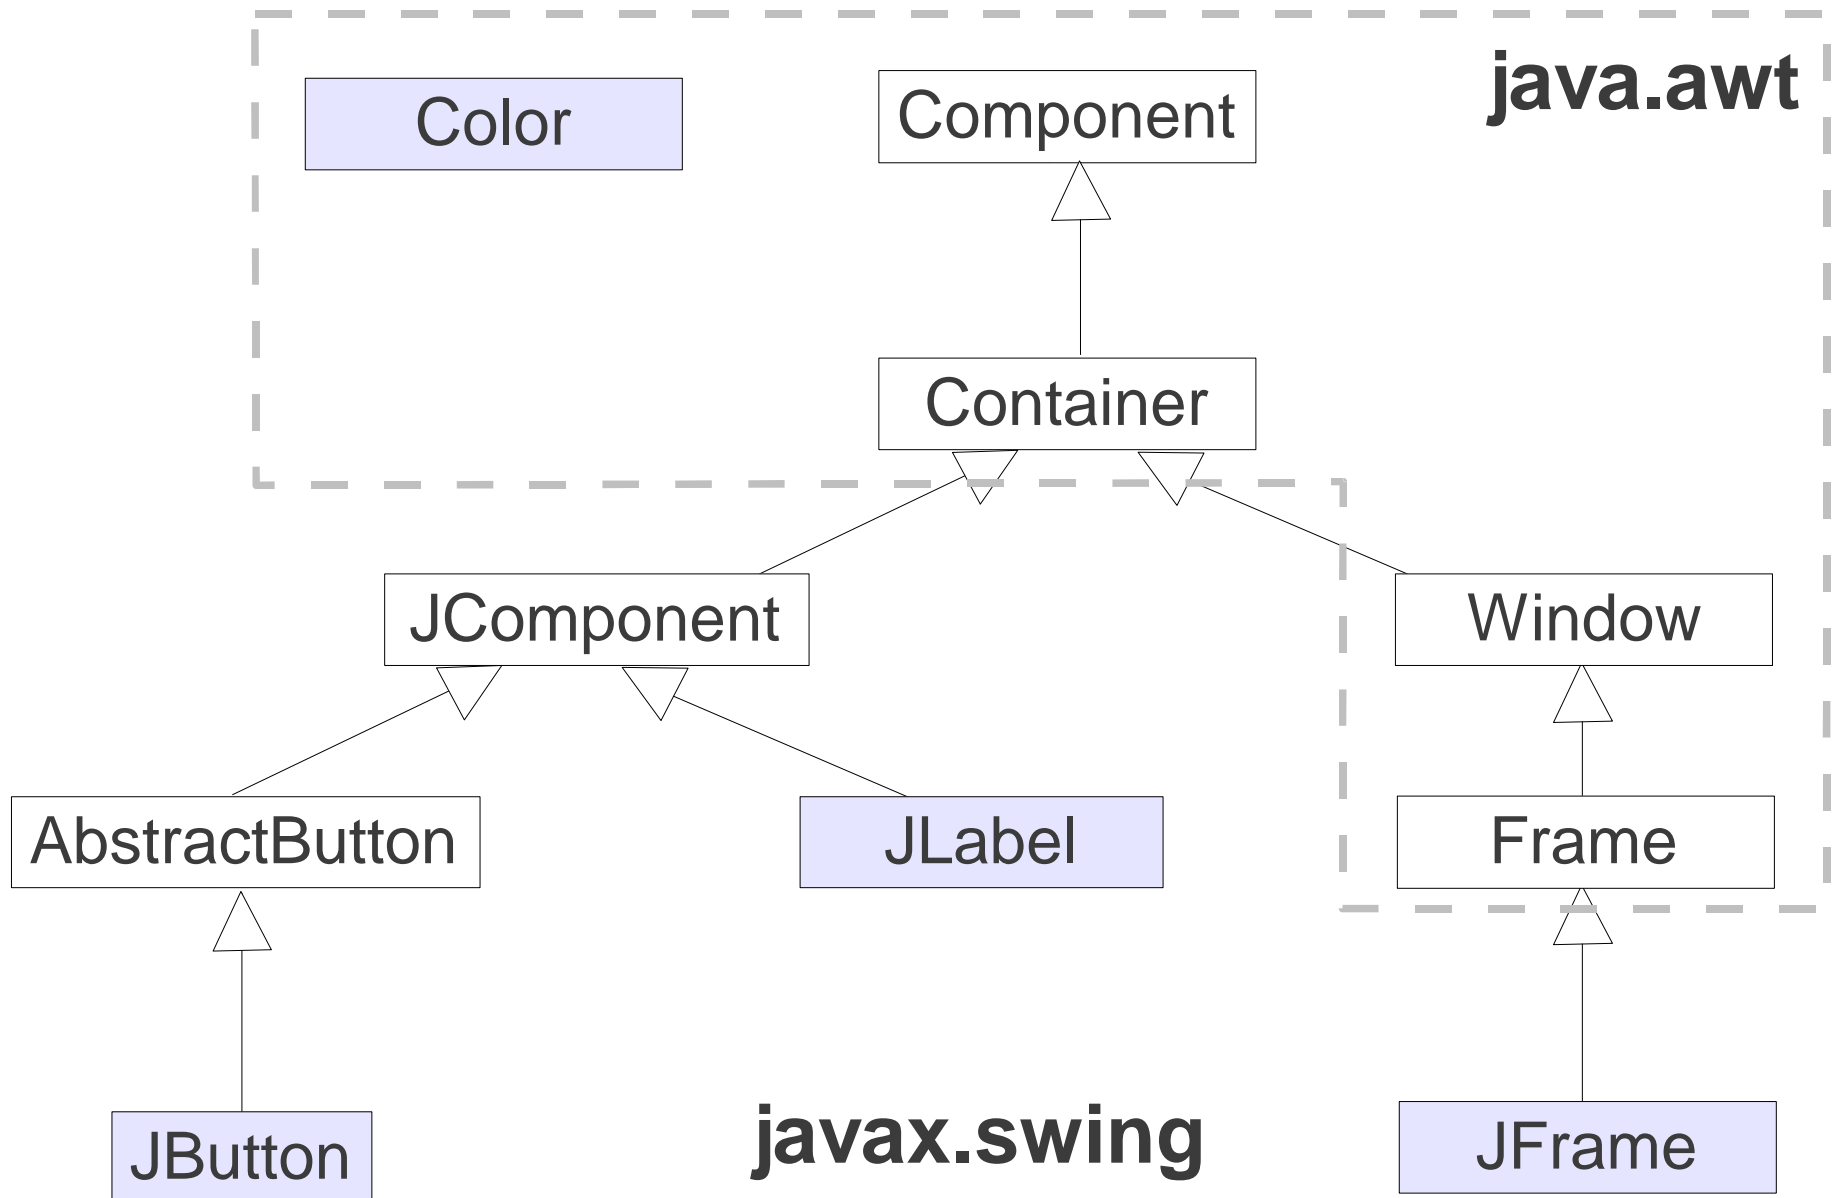 java.awt
Color
Component
Container
JComponent
Window
AbstractButton
JLabel
Frame
JButton
javax.swing
JFrame